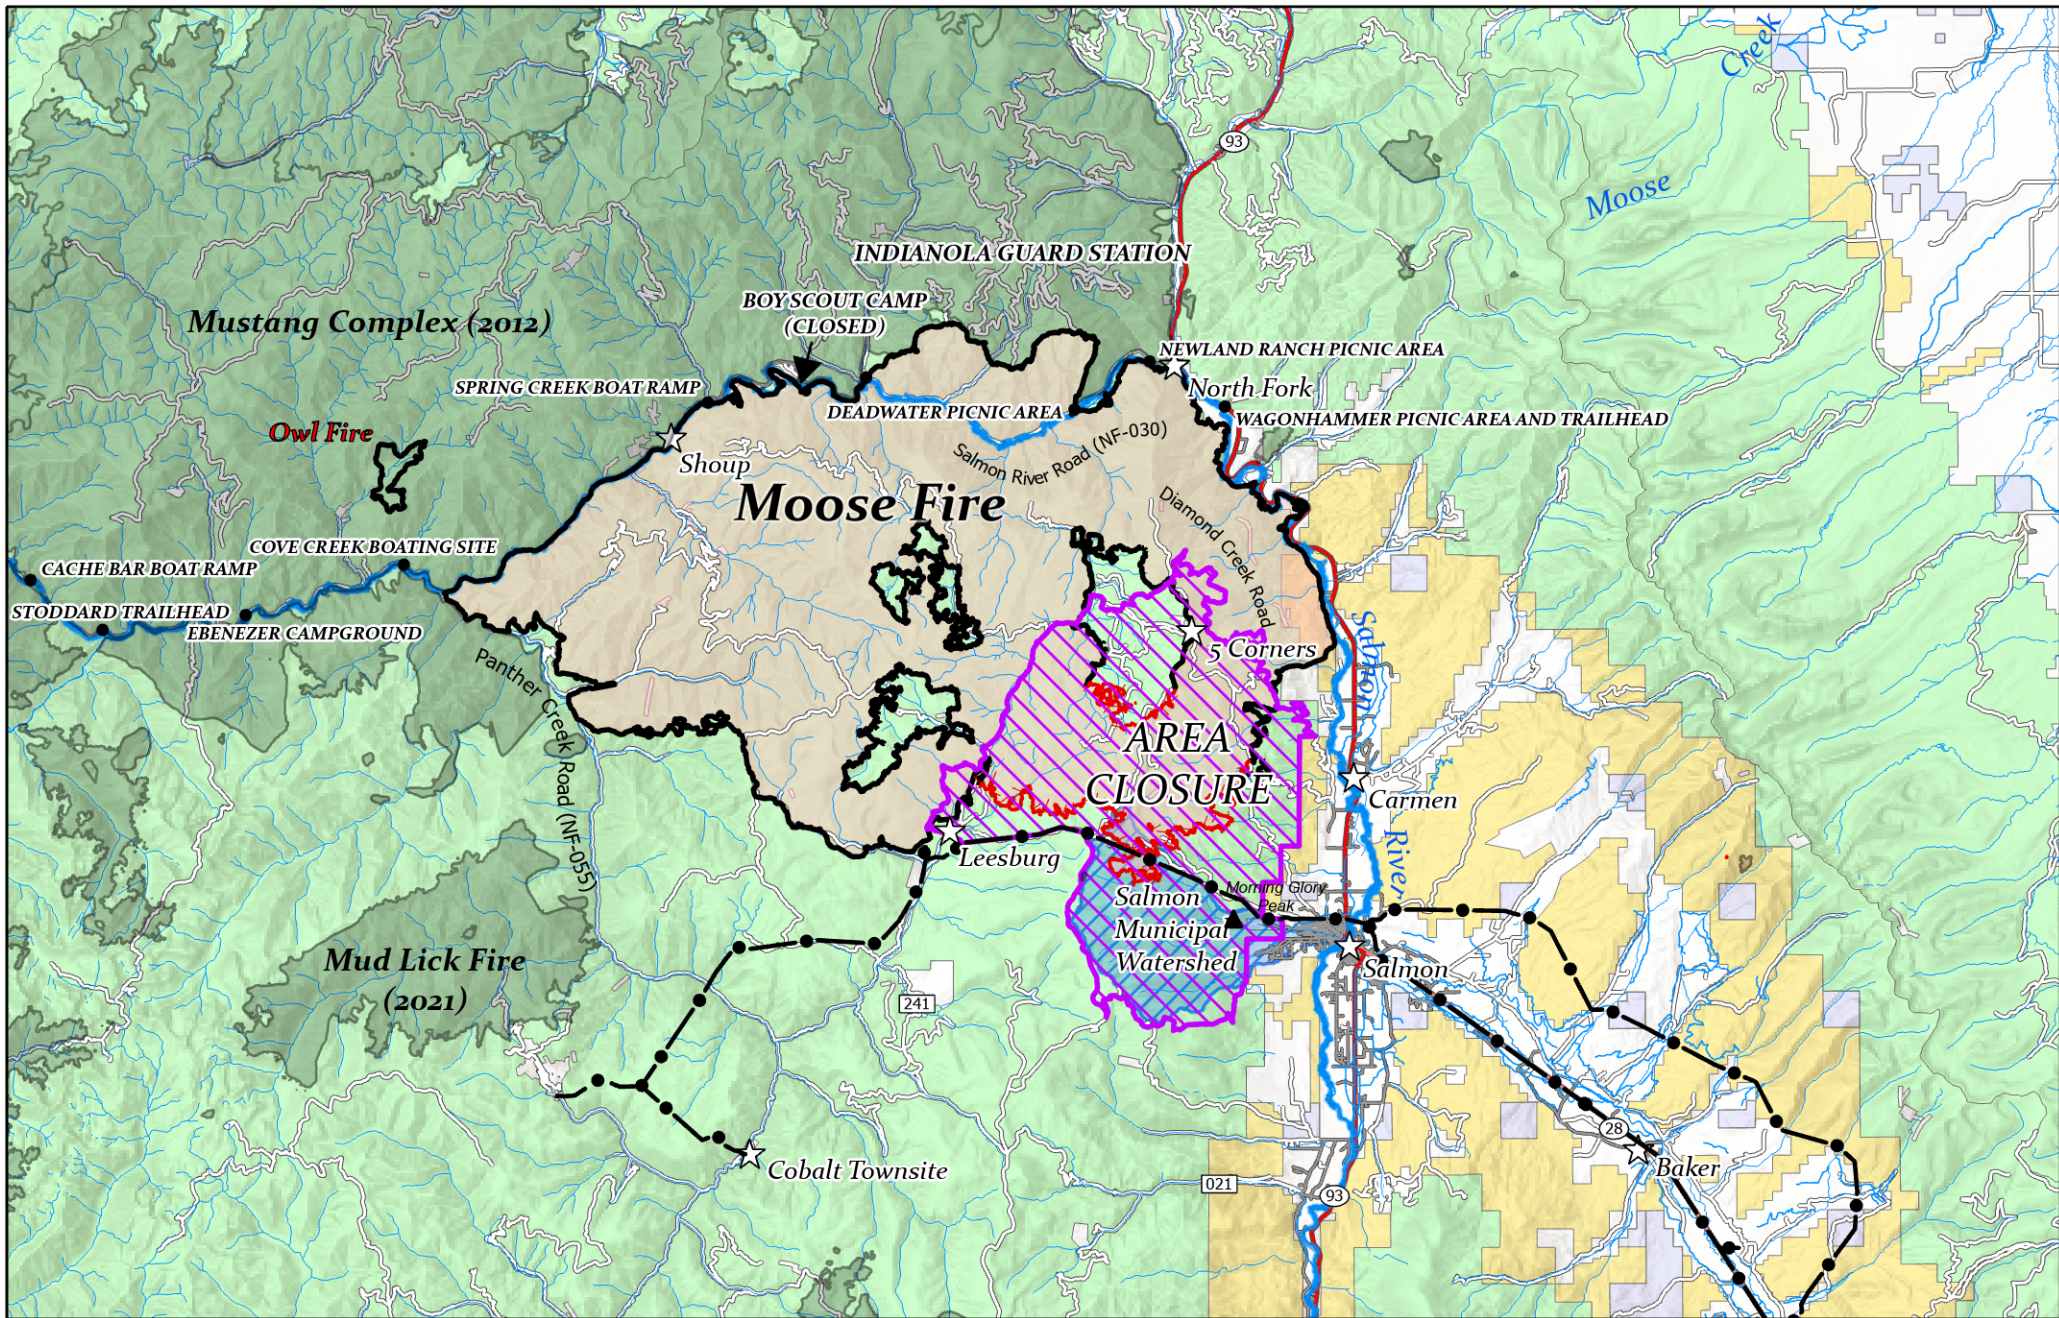 Creek
93
Moose
INDIANOLA GUARD STATION
BOY SCOUT CAMP
(CLOSED)
Mustang Complex (2012)
NEWLAND RANCH PICNIC AREA
SPRING CREEK BOAT RAMP
North Fork
DEADWATER PICNIC AREA
WAGONHAMMER PICNIC AREA AND TRAILHEAD
Owl Fire
Salmon River Road (NF-030)
Shoup
Moose Fire
Diamond Creek Road
COVE CREEK BOATING SITE
CACHE BAR BOAT RAMP
STODDARD TRAILHEAD
EBENEZER CAMPGROUND
Salmon
River
5 Corners
Panther Creek Road (NF-055)
AREA
CLOSURE
Carmen
Leesburg
Morning Glory
Peak
Salmon
Municipal
Watershed
Mud Lick Fire
(2021)
Salmon
241
28
Baker
Cobalt Townsite
021
93